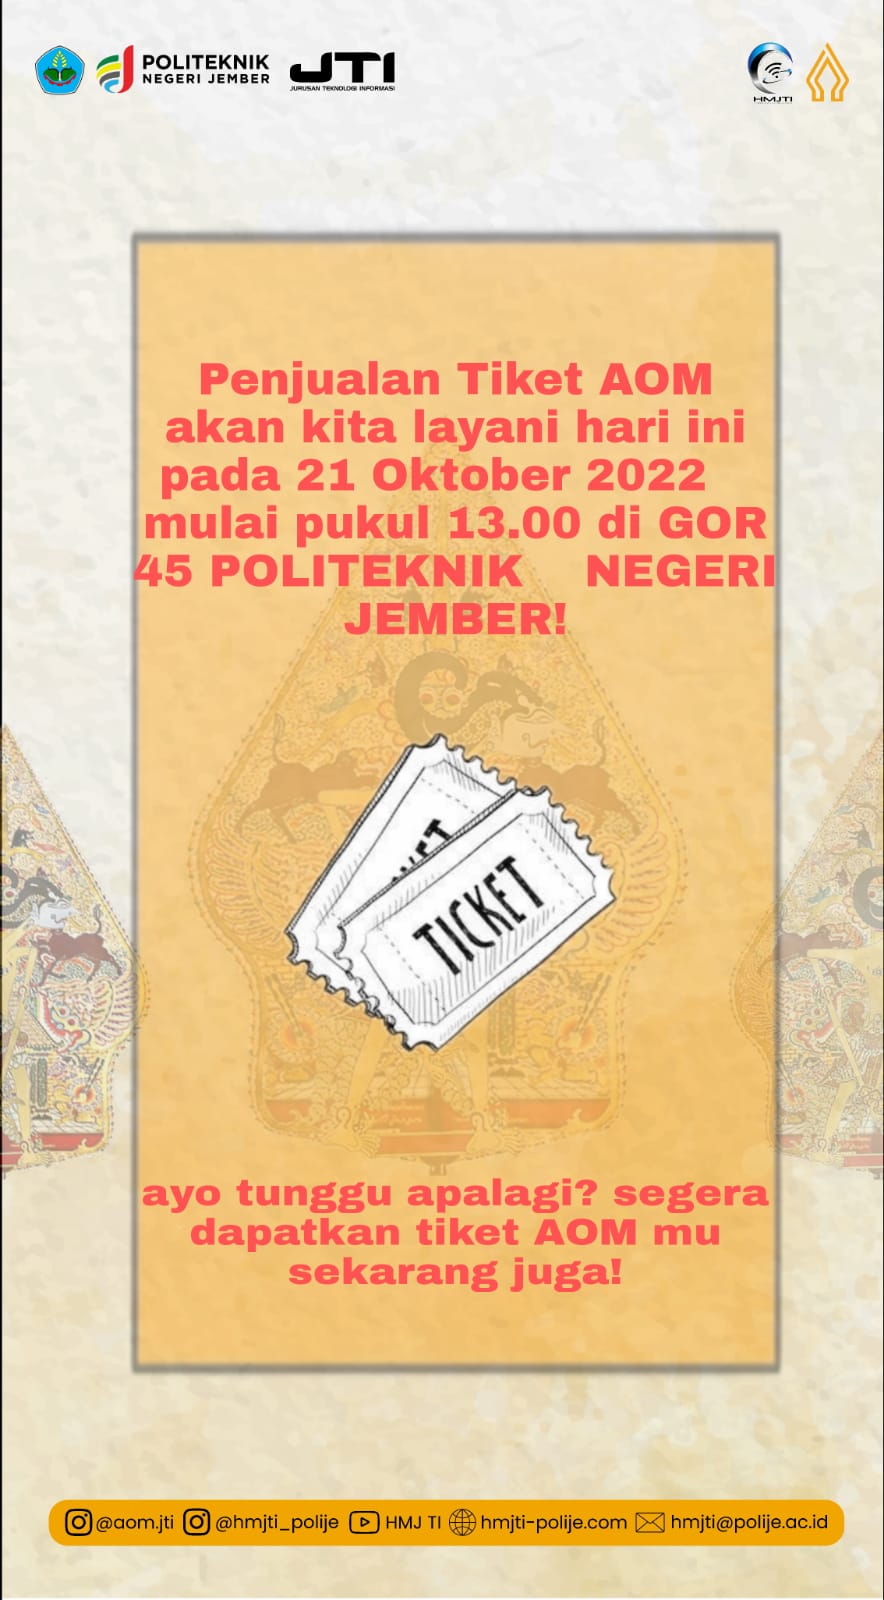 POLITEKNIK
NEGERI JEMBER
JTI
JURUSAN TEKNOLOGI INFORMASI
HMJTI
Penjualan Tiket AOM
akan kita layani hari ini
pada 21 Oktober 2022
mulai pukul 13.00 di GOR
45 POLITEKNIK NEGERI
JEMBER!
TICKET
ayo tunggu apalagi? segera
dapatkan tiket AOM mu
sekarang juga!
@aom.jti @hmjti_polije HMJ TI hmjti-polije.com hmjti@polije.ac.id